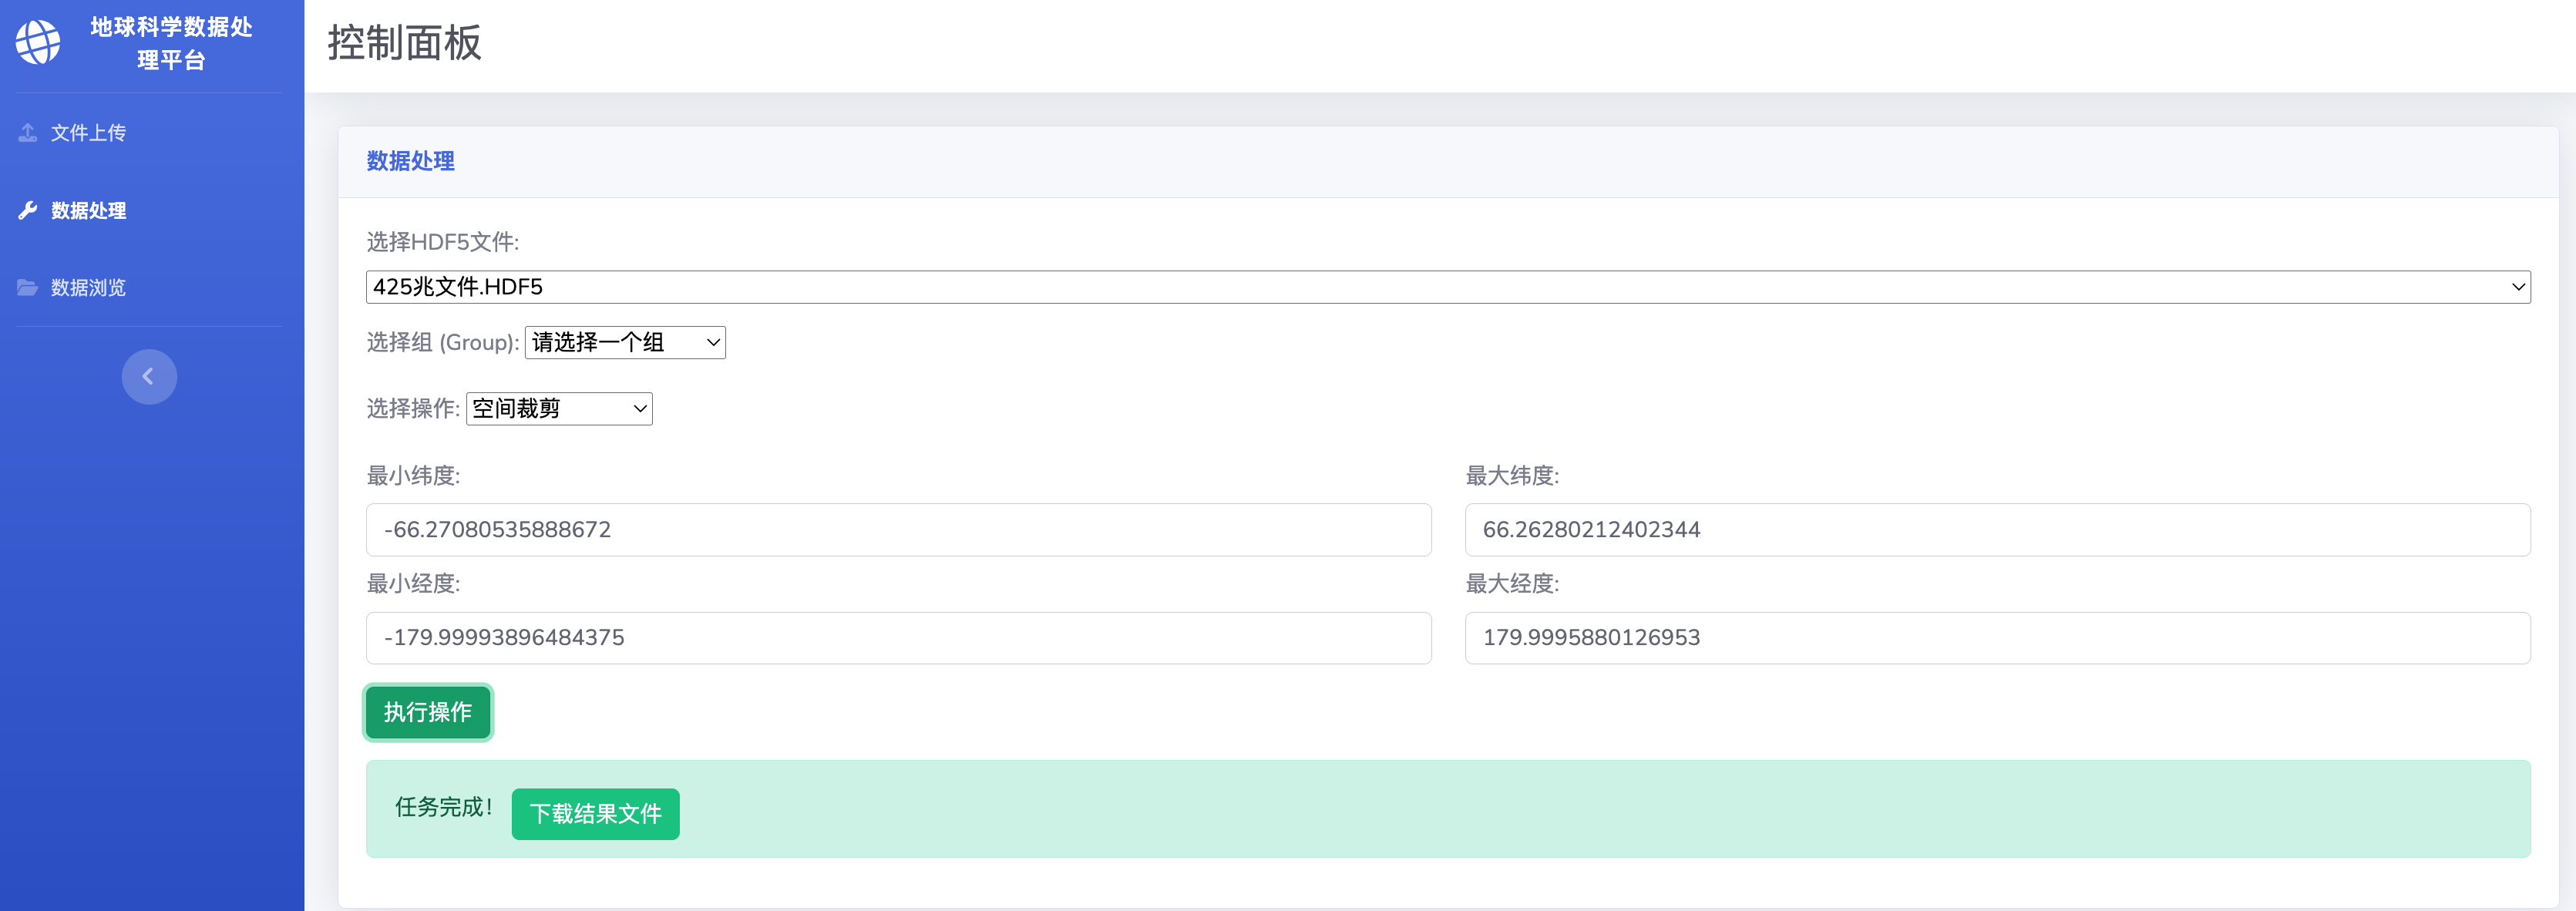 地球科学数据处
理平台
文件上传
数据处理
数据浏览
控制面板
数据处理
选择HDF5文件:
425兆文件.HDF5
选择组 (Group): 请选择一个组
选择操作: 空间裁剪
最小纬度:
最大纬度:
-66.27080535888672
66.26280212402344
最小经度:
最大经度:
-179.99993896484375
179.9995880126953
执行操作
任务完成！ 下载结果文件